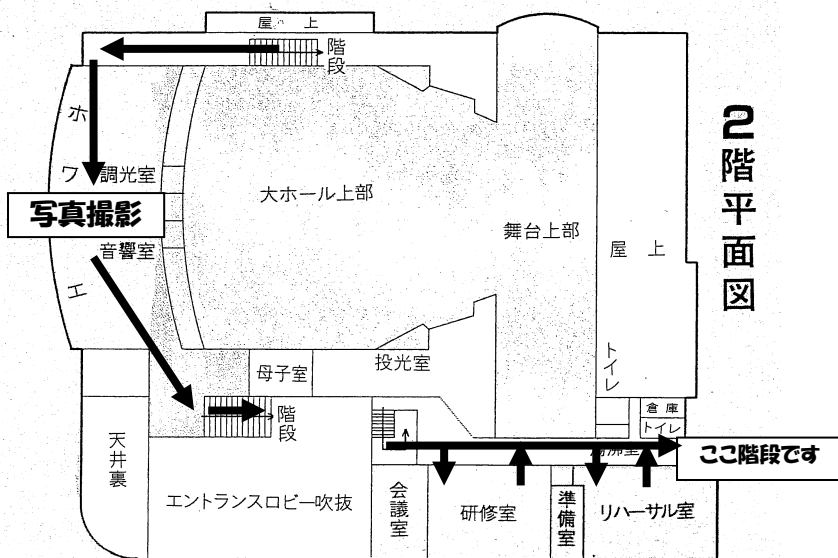 屋 上
階段
ホワイエ
調光室
写真撮影
音響室
大ホール上部
舞台上部
屋 上
2階平面図
母子室
投光室
トイレ
倉庫
トイレ
階段
ここ階段です
天井裏
エントランスロビー吹抜
会議室
研修室
準備室
リハーサル室